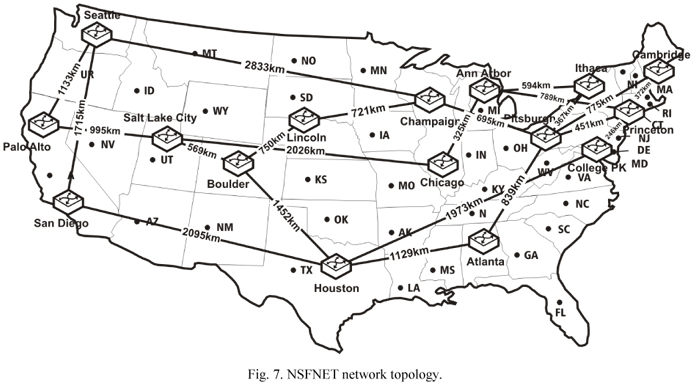 Seattle
Cambridge
MT
NO
MN
Ithaca
2833km
Ann Arbor
594km
NI
UR
1133km
ID
SD
789km
MA
1715km
WY
721km
Champaign
MI
Pittsburgh
775km
RI
Salt Lake City
Lincoln
695km
451km
CT
Princeton
995km
NV
750km
IA
325km
OH
246km
NJ
Palo Alto
UT
569km
2026km
IN
DE
Boulder
Chicago
WV
College PK
MD
KS
MO
KY
VA
San Diego
1452km
1973km
N
839km
NC
AZ
NM
OK
AK
SC
2095km
1129km
Atlanta
GA
TX
MS
Houston
LA
FL
Fig. 7. NSFNET network topology.